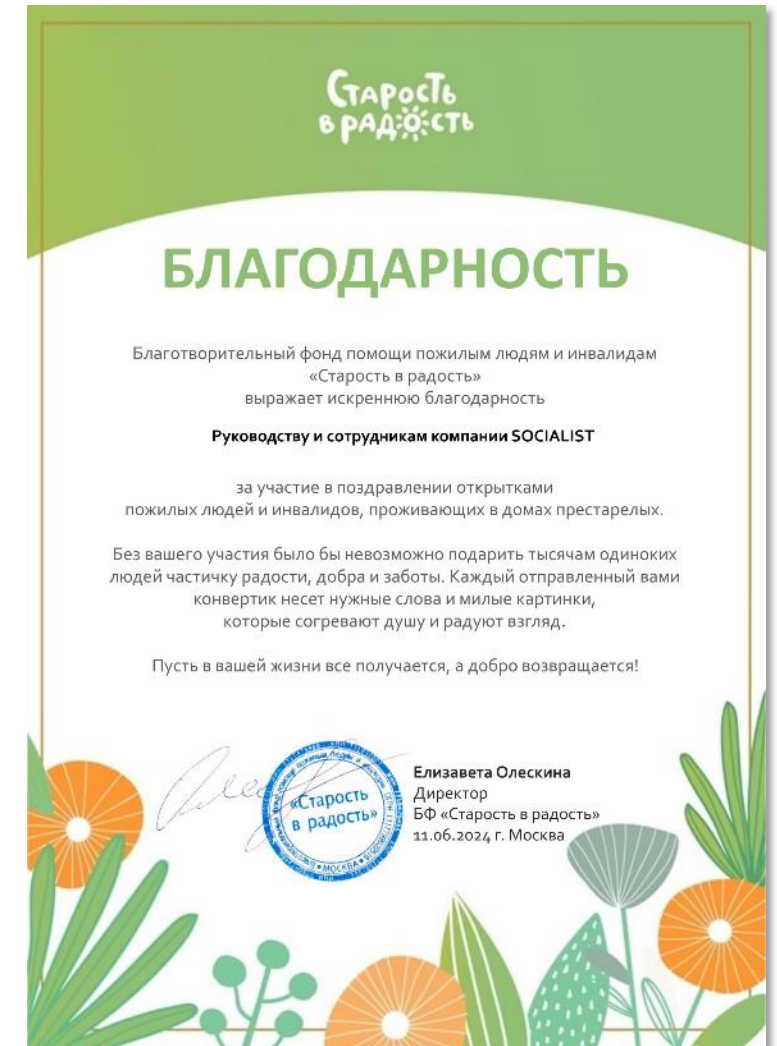 Старость
в радость
БЛАГОДАРНОСТЬ
Благотворительный фонд помощи пожилым людям и инвалидам
«Старость в радость»
выражает искреннюю благодарность
Руководству и сотрудникам компании SOCIALIST
за участие в поздравлении открытками
пожилых людей и инвалидов, проживающих в домах престарелых.
Без вашего участия было бы невозможно подарить тысячам одиноких
людей частичку радости, добра и заботы. Каждый отправленный вами
конвертик несет нужные слова и милые картинки,
которые согревают душу и радуют взгляд.
Пусть в вашей жизни все получается, а добро возвращается!
«Старость
в радость»
МОСКВА
Елизавета Олескина
Директор
БФ «Старость в радость»
11.06.2024 г. Москва